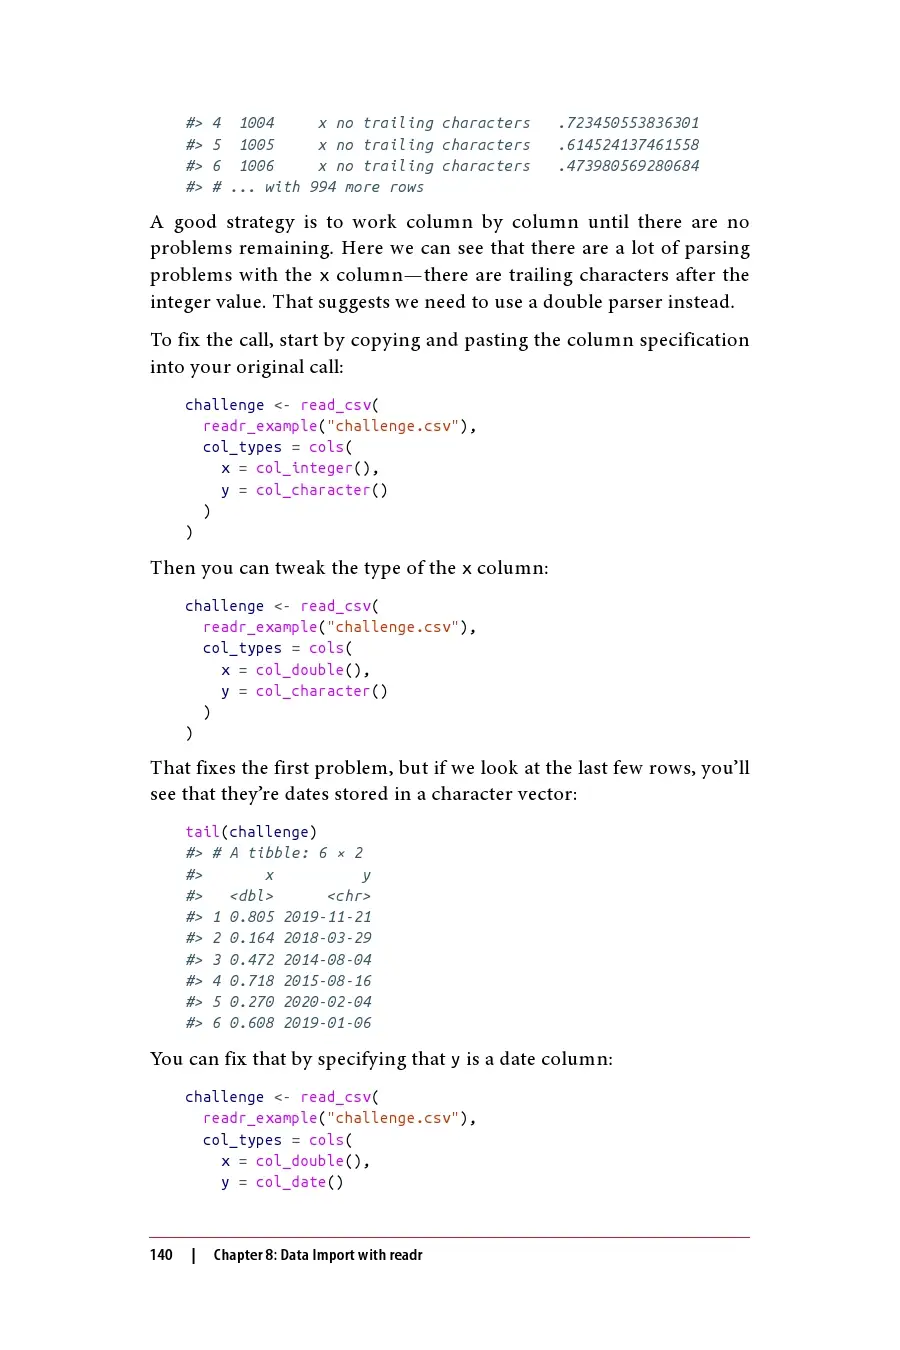 #> 4  1004     x no trailing characters   .723450553836301
#> 5  1005     x no trailing characters   .614524137461558
#> 6  1006     x no trailing characters   .473980569280684
#> # ... with 994 more rows
A good strategy is to work column by column until there are no
problems remaining. Here we can see that there are a lot of parsing
problems with the x column—there are trailing characters after the
integer value. That suggests we need to use a double parser instead.
To fix the call, start by copying and pasting the column specification
into your original call:
challenge <- read_csv(
  readr_example("challenge.csv"),
  col_types = cols(
    x = col_integer(),
    y = col_character()
  )
)
Then you can tweak the type of the x column:
challenge <- read_csv(
  readr_example("challenge.csv"),
  col_types = cols(
    x = col_double(),
    y = col_character()
  )
)
That fixes the first problem, but if we look at the last few rows, you’ll
see that they’re dates stored in a character vector:
tail(challenge)
#> # A tibble: 6 × 2
#>       x          y
#>   <dbl>      <chr>
#> 1 0.805 2019-11-21
#> 2 0.164 2018-03-29
#> 3 0.472 2014-08-04
#> 4 0.718 2015-08-16
#> 5 0.270 2020-02-04
#> 6 0.608 2019-01-06
You can fix that by specifying that y is a date column:
challenge <- read_csv(
  readr_example("challenge.csv"),
  col_types = cols(
    x = col_double(),
    y = col_date()
140 | Chapter 8: Data Import with readr